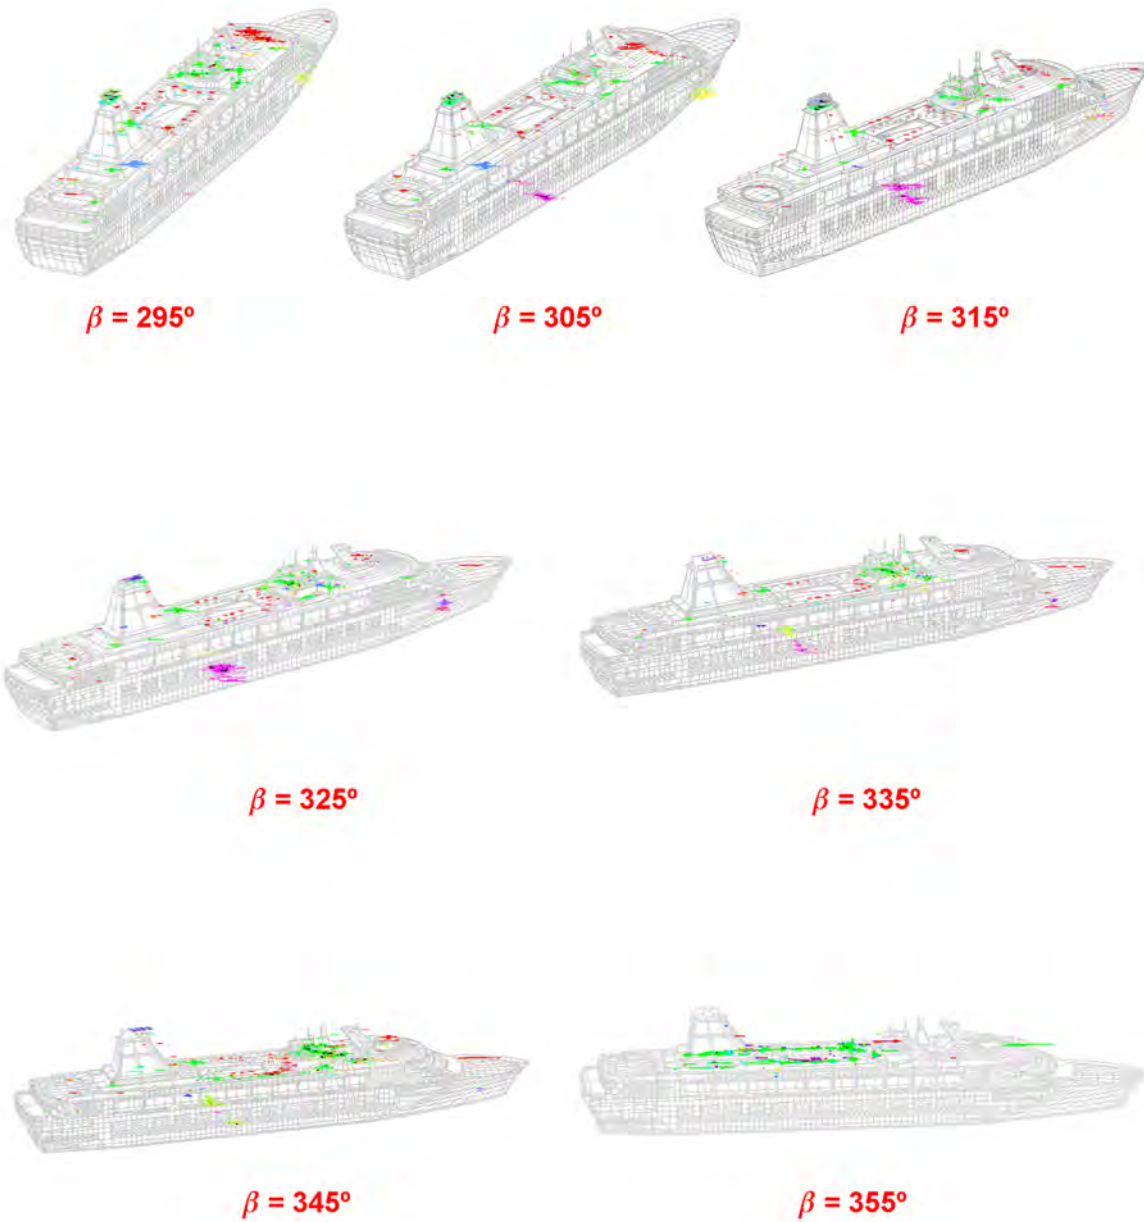 β = 295º
β = 305º
β = 315º
β = 325º
β = 335º
β = 345º
β = 355º